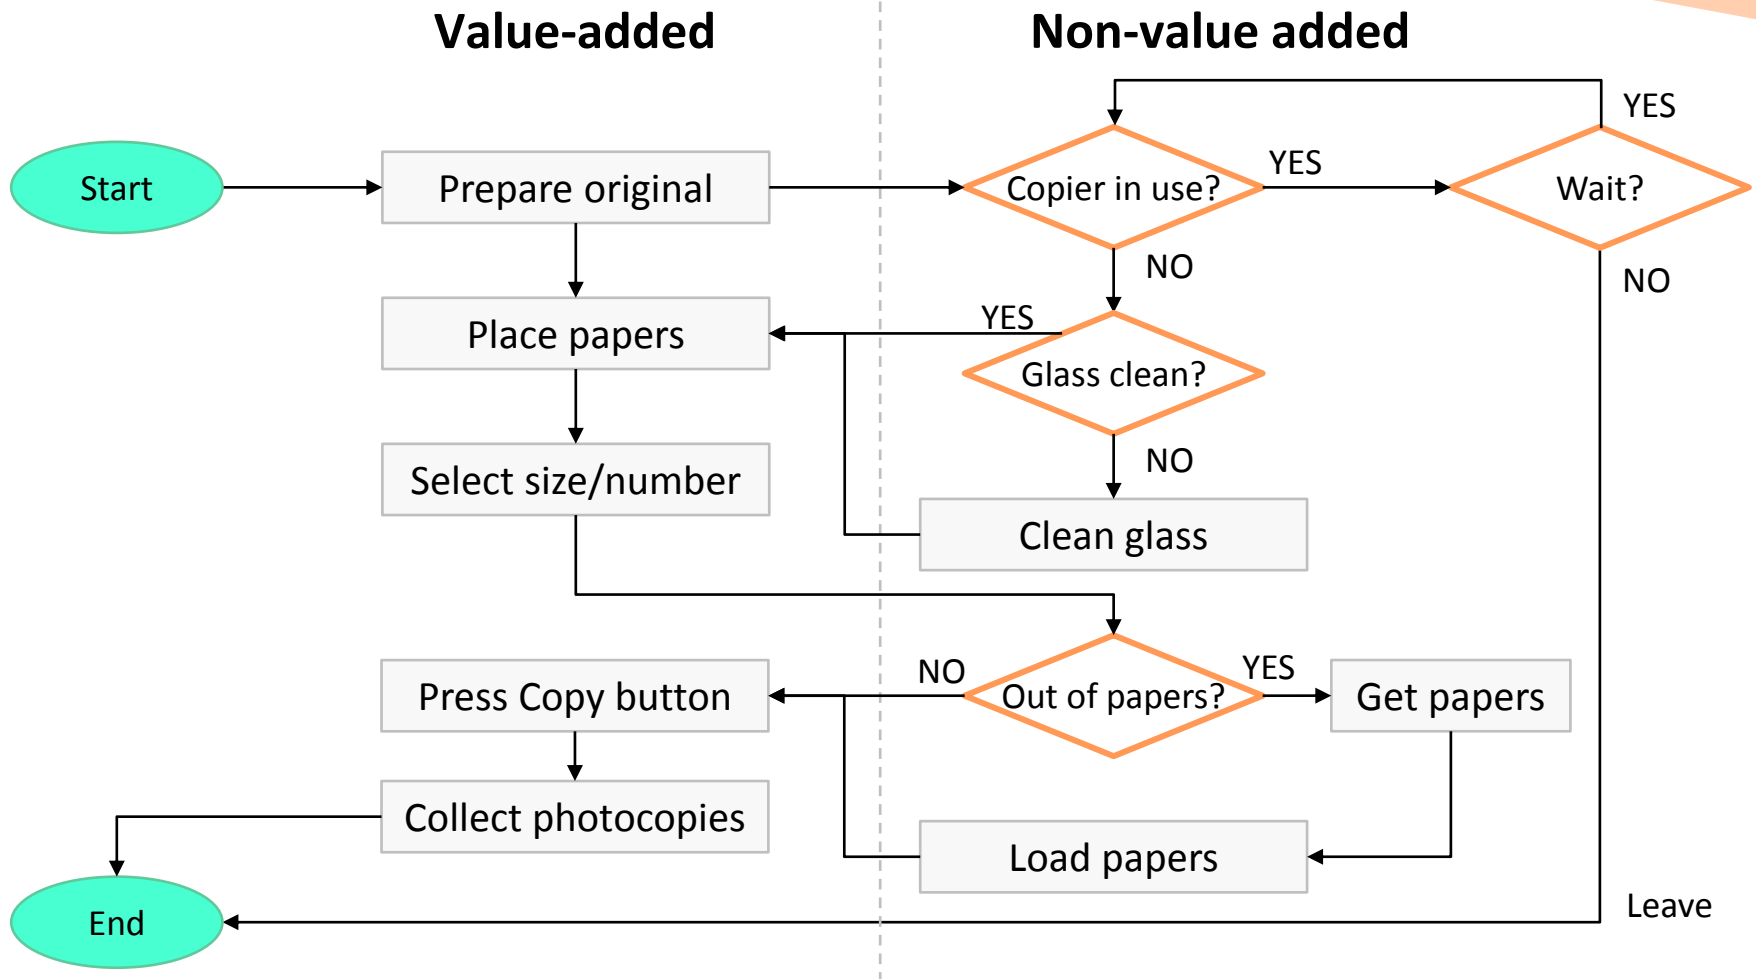 Value-added
Non-value added
YES
Start
Prepare original
Copier in use?
YES
Wait?
NO
NO
Place papers
YES
Glass clean?
NO
Select size/number
Clean glass
NO
YES
Press Copy button
Out of papers?
Get papers
Collect photocopies
Load papers
Leave
End